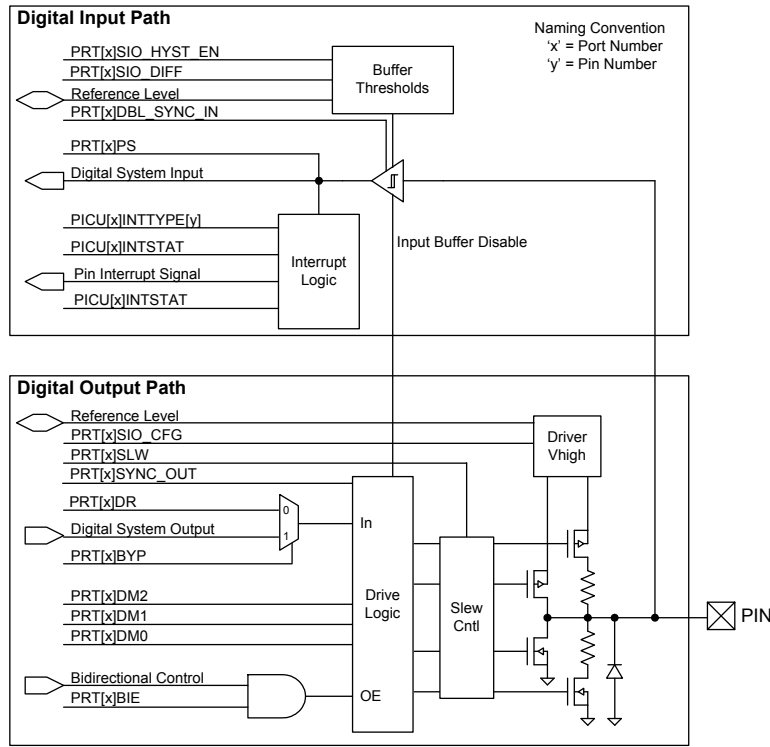 Digital Input Path
Naming Convention
'x' = Port Number
'y' = Pin Number
PRT[x]SIO_HYST_EN
PRT[x]SIO_DIFF
Reference Level
PRT[x]DBL_SYNC_IN
Buffer
Thresholds
PRT[x]PS
Digital System Input
PICU[x]INTTYPE[y]
PICU[x]INTSTAT
Pin Interrupt Signal
PICU[x]INTSTAT
Interrupt
Logic
Input Buffer Disable
Digital Output Path
Reference Level
PRT[x]SIO_CFG
PRT[x]SLW
PRT[x]SYNC_OUT
Driver
Vhigh
PRT[x]DR
Digital System Output
PRT[x]BYP
0
1
In
PRT[x]DM2
PRT[x]DM1
PRT[x]DM0
Drive
Logic
Slew
Cntl
PIN
Bidirectional Control
PRT[x]BIE
OE